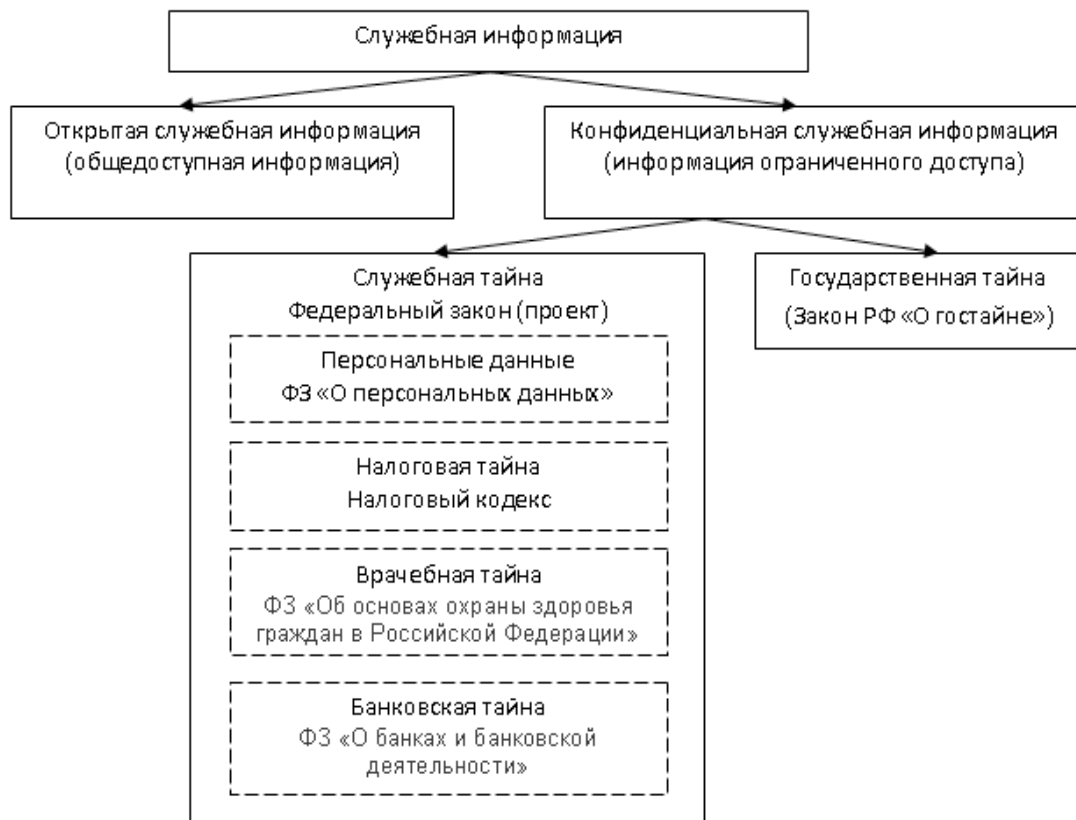 Служебная информация
Открытая служебная информация
(общедоступная информация)
Конфиденциальная служебная информация
(информация ограниченного доступа)
Служебная тайна
Федеральный закон (проект)
Персональные данные
ФЗ «О персональных данных»
Налоговая тайна
Налоговый кодекс
Врачебная тайна
ФЗ «Об основах охраны здоровья
граждан в Российской Федерации»
Банковская тайна
ФЗ «О банках и банковской
деятельности»
Государственная тайна
(Закон РФ «О гостайне»)